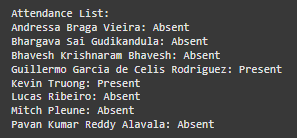 Attendance List:
Andressa Braga Vieira: Absent
Bhargava Sai Gudikandula: Absent
Bhavesh Krishnaram Bhavesh: Absent
Guillermo Garcia de Celis Rodriguez: Present
Kevin Truong: Present
Lucas Ribeiro: Absent
Mitch Pleune: Absent
Pavan Kumar Reddy Alavala: Absent